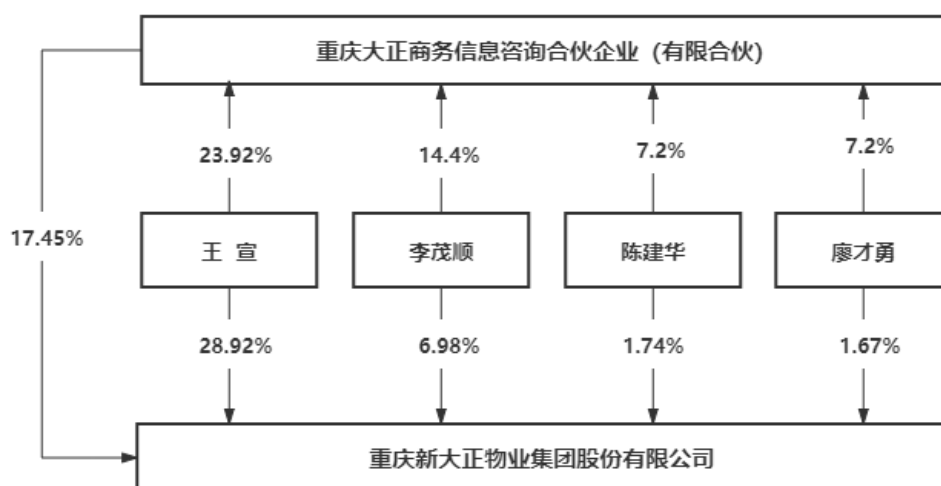 重庆大正商务信息咨询合伙企业 (有限合伙)
23.92%
14.4%
7.2%
7.2%
17.45%
王 宣
李茂顺
陈建华
廖才勇
28.92%
6.98%
1.74%
1.67%
重庆新大正物业集团股份有限公司